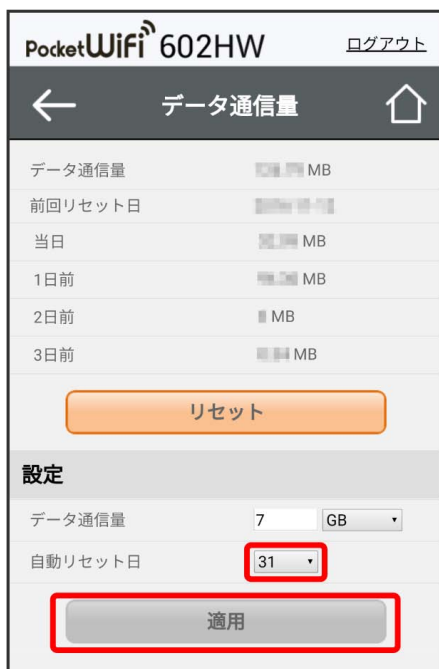 PocketWiFi 602HW ログアウト
データ通信量
データ通信量 MB
前回リセット日
当日 MB
1日前 MB
2日前 MB
3日前 MB
リセット
設定
データ通信量 7 GB
自動リセット日 31
適用